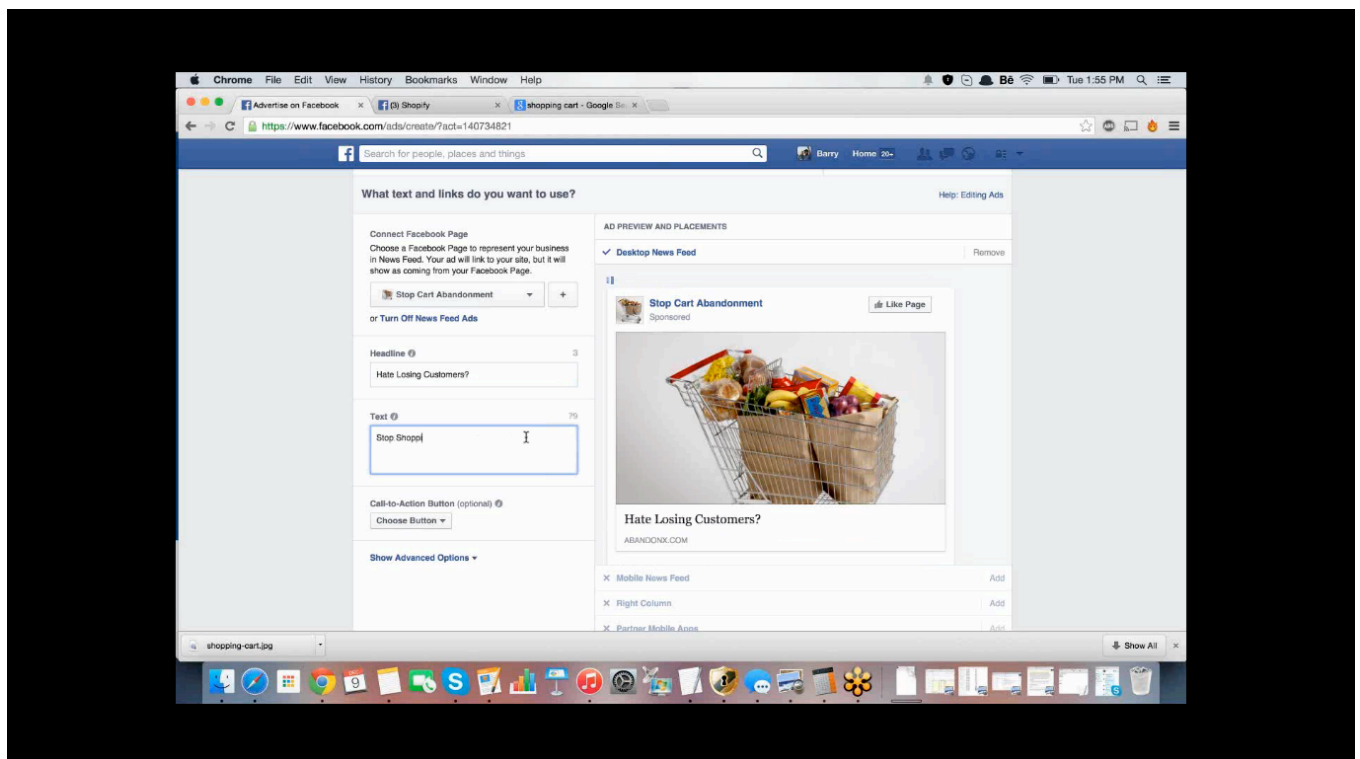 Chrome File Edit View History Bookmarks Window Help
Bē
Tue 1:55 PM
Advertise on Facebook
(3) Shopify
shopping cart - Google
https://www.facebook.com/ads/create/?act=140734821
Search for people, places and things
Barry Home 20+
What text and links do you want to use?
Help: Editing Ads
Connect Facebook Page
Choose a Facebook Page to represent your business
in News Feed. Your ad will link to your site, but it will
show as coming from your Facebook Page.
Stop Cart Abandonment
+
or Turn Off News Feed Ads
Headline
3
Hate Losing Customers?
Text
79
Stop Shoppi
Call-to-Action Button (optional)
Choose Button
Show Advanced Options
AD PREVIEW AND PLACEMENTS
Desktop News Feed
Remove
Stop Cart Abandonment
Sponsored
Like Page
Hate Losing Customers?
ABANDONX.COM
Mobile News Feed
Add
Right Column
Add
Partner Mobile Apps
Add
shopping-cart.jpg
Show All
9